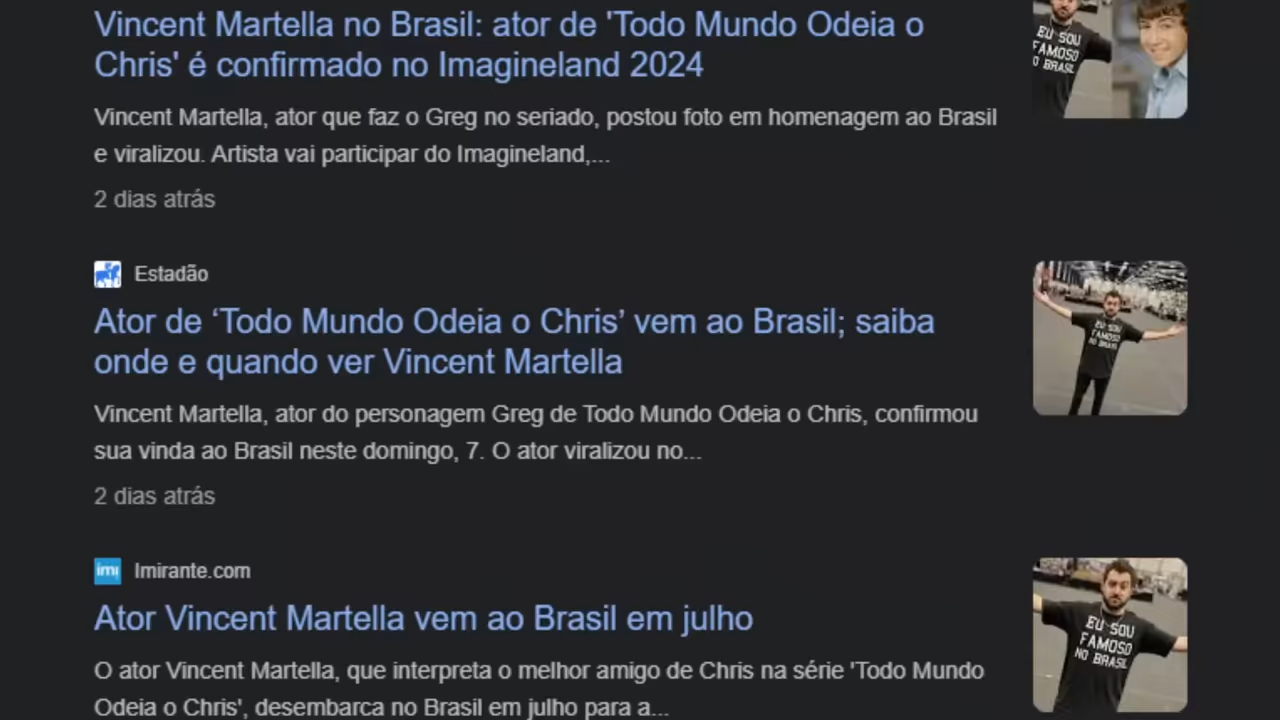 Vincent Martella no Brasil: ator de 'Todo Mundo Odeia o
Chris' é confirmado no Imagineland 2024
EU SOU
FAMOSO
O BRASIL
Vincent Martella, ator que faz o Greg no seriado, postou foto em homenagem ao Brasil
e viralizou. Artista vai participar do Imagineland,...
2 dias atrás
Estadão
Ator de ‘Todo Mundo Odeia o Chris’ vem ao Brasil; saiba
onde e quando ver Vincent Martella
EU SOU
FAMOSO
NO BRASIL
Vincent Martella, ator do personagem Greg de Todo Mundo Odeia o Chris, confirmou
sua vinda ao Brasil neste domingo, 7. O ator viralizou no...
2 dias atrás
imi
Imirante.com
Ator Vincent Martella vem ao Brasil em julho
EU SOU
FAMOSO
NO BRASIL
O ator Vincent Martella, que interpreta o melhor amigo de Chris na série 'Todo Mundo
Odeia o Chris', desembarca no Brasil em julho para a...